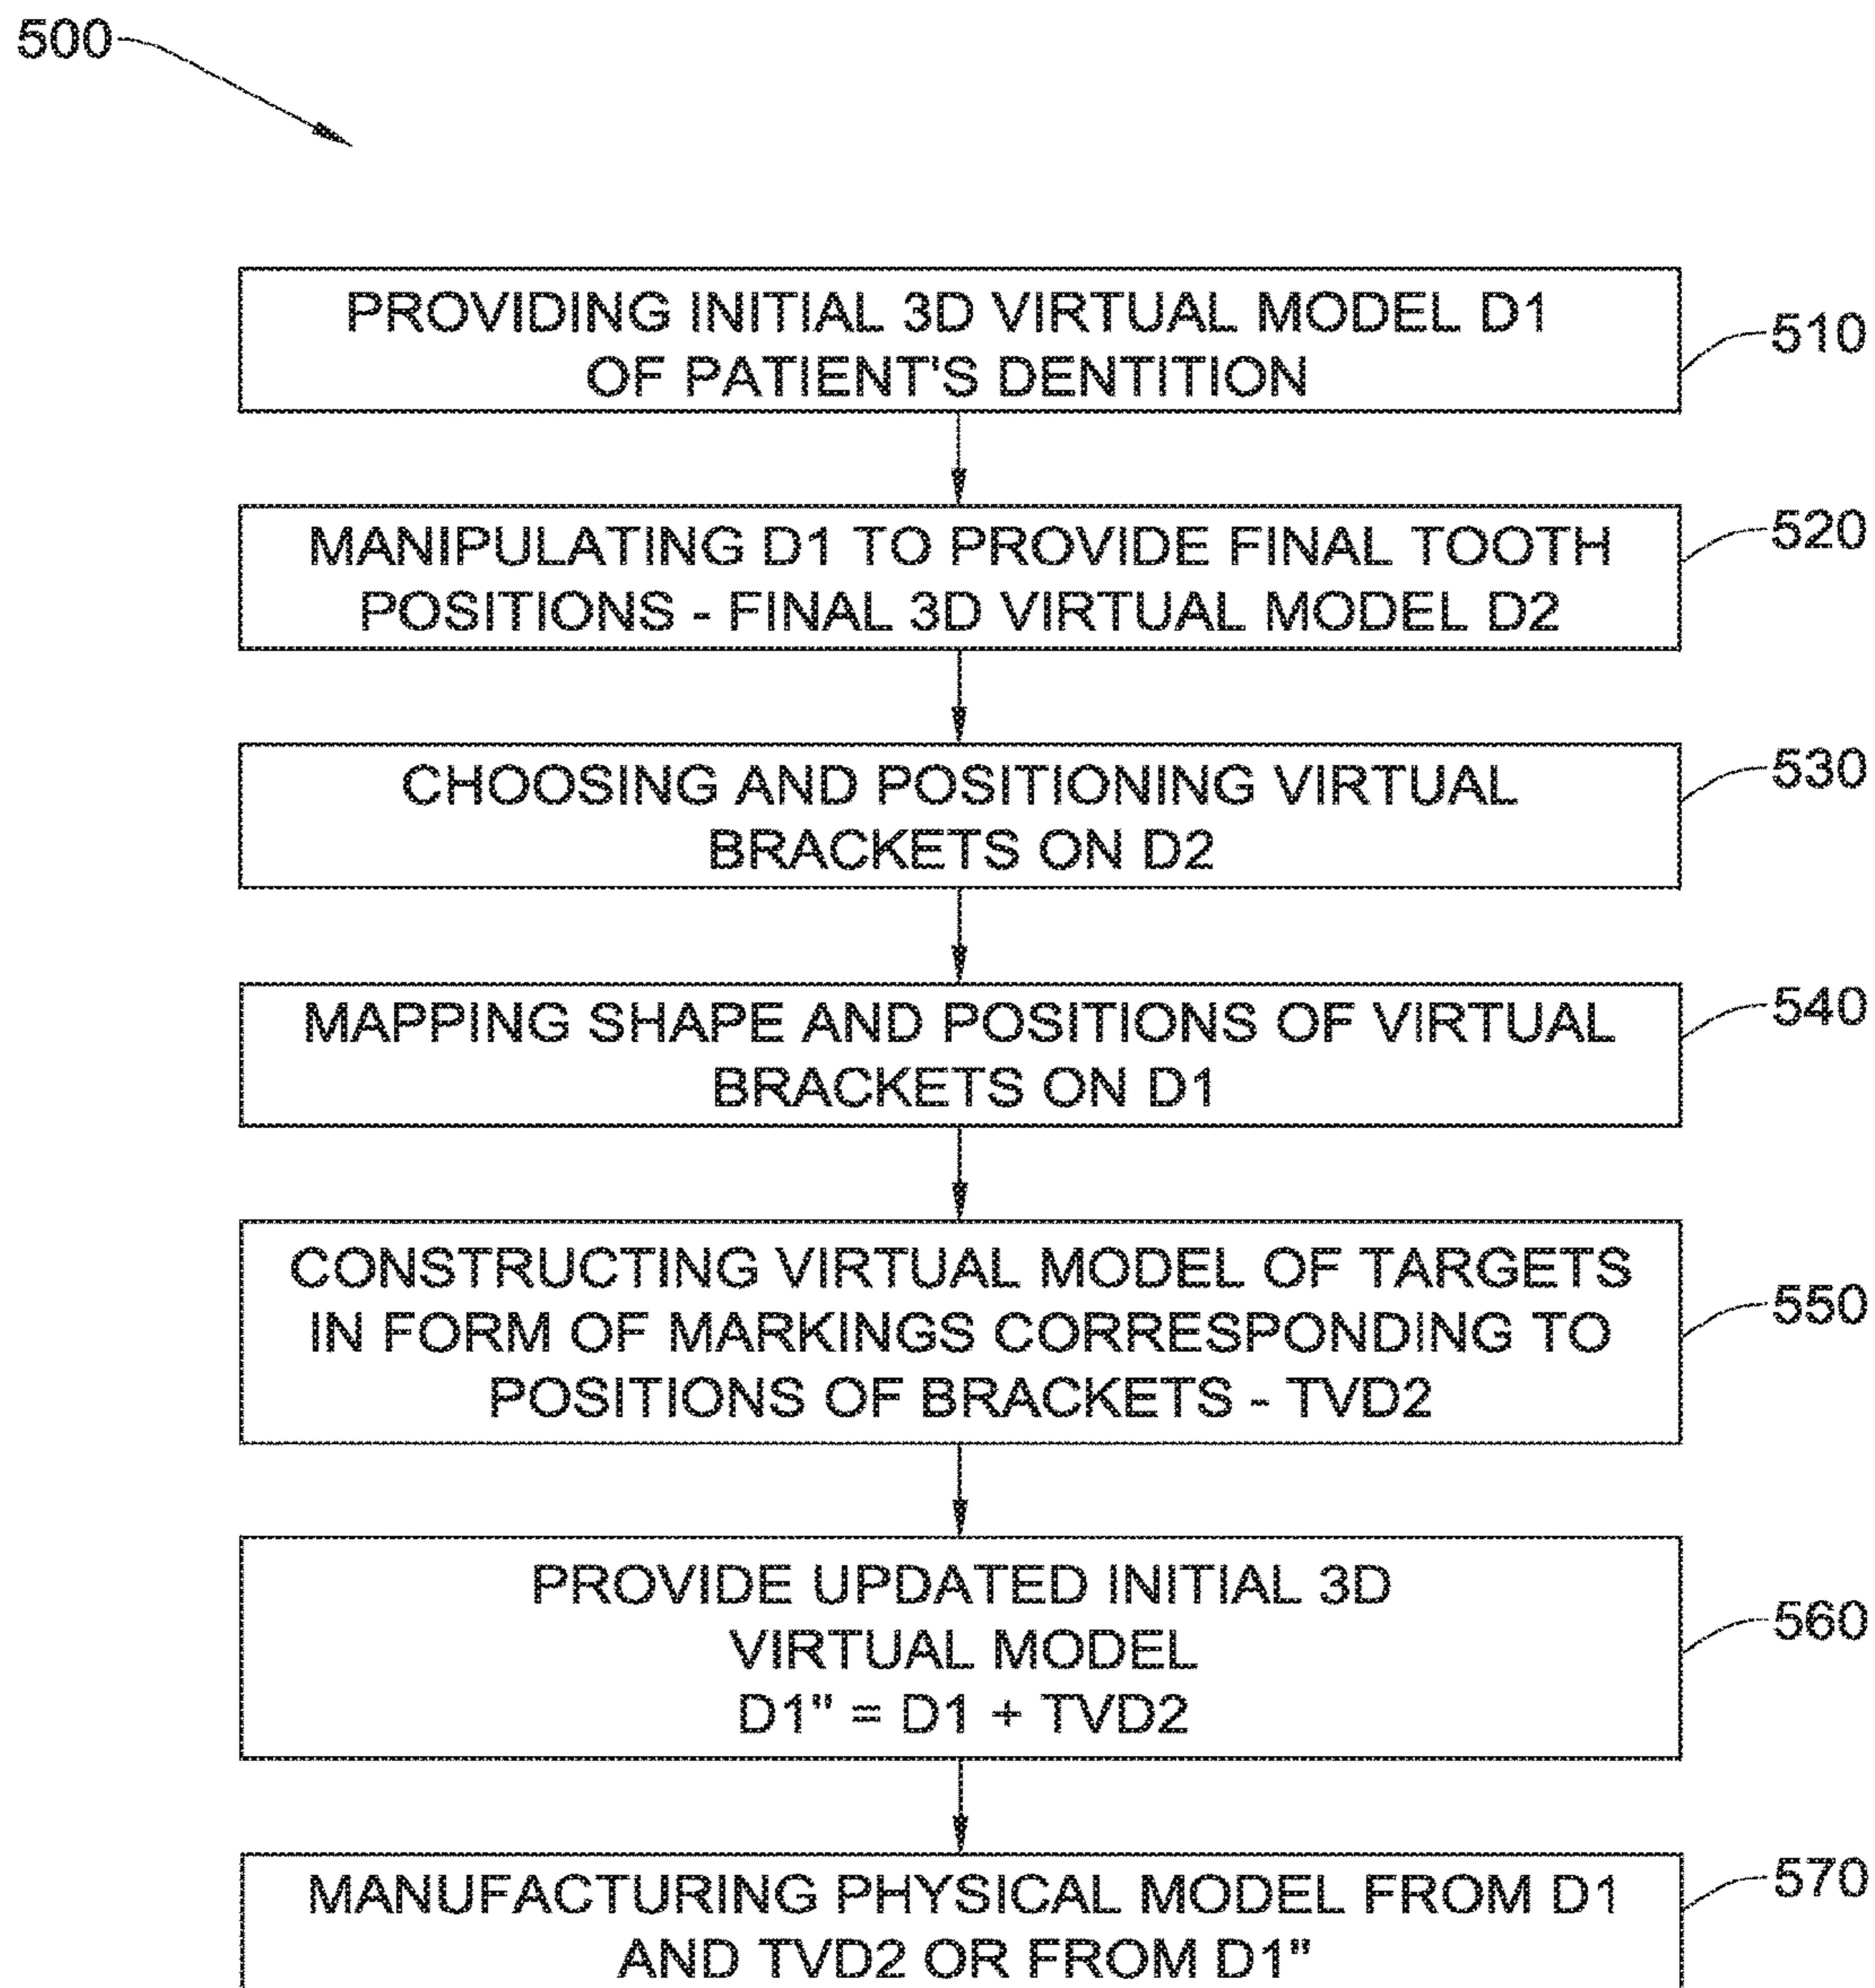 500
PROVIDING INITIAL 3D VIRTUAL MODEL D1
OF PATIENT'S DENTITION
510
MANIPULATING D1 TO PROVIDE FINAL TOOTH
POSITIONS - FINAL 3D VIRTUAL MODEL D2
520
CHOOSING AND POSITIONING VIRTUAL
BRACKETS ON D2
530
MAPPING SHAPE AND POSITIONS OF VIRTUAL
BRACKETS ON D1
540
CONSTRUCTING VIRTUAL MODEL OF TARGETS
IN FORM OF MARKINGS CORRESPONDING TO
POSITIONS OF BRACKETS - TVD2
550
PROVIDE UPDATED INITIAL 3D
VIRTUAL MODEL
D1" = D1 + TVD2
560
MANUFACTURING PHYSICAL MODEL FROM D1
AND TVD2 OR FROM D1"
570